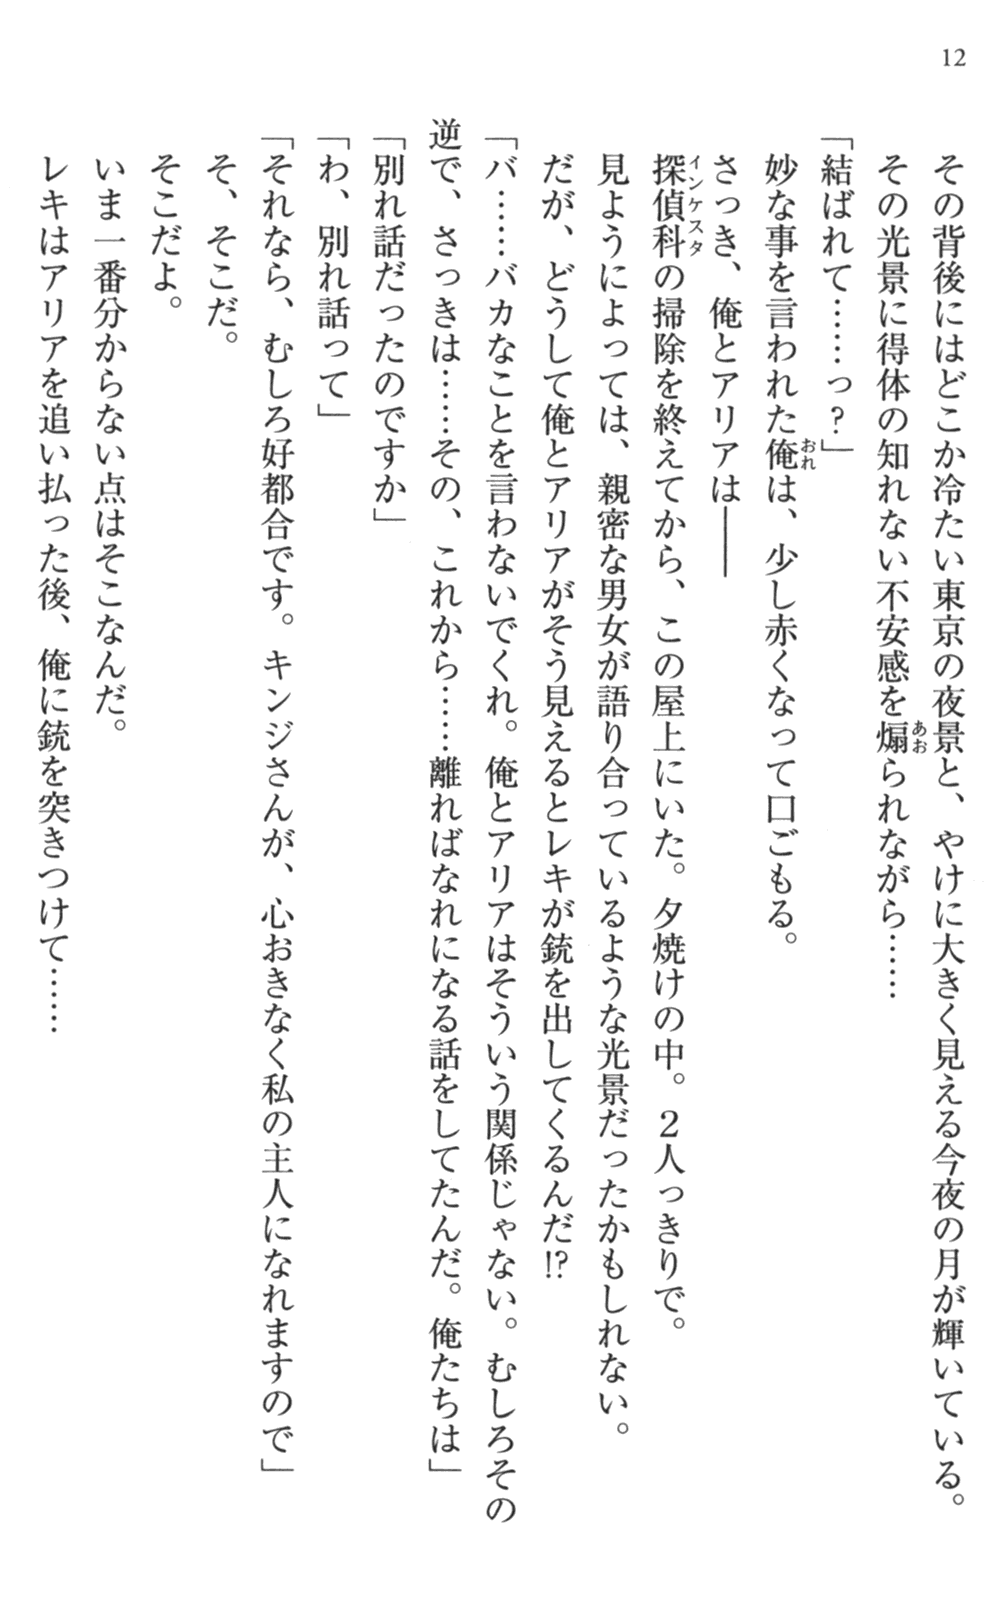 12
その背後にはどこか冷たい東京の夜景と、やけに大きく見える今夜の月が輝いている。
その光景に得体の知れない不安感を煽られながら……
「結ばれて……っ？」
妙な事を言われた俺は、少し赤くなって口ごもる。
さっき、俺とアリアは――
探偵科の掃除を終えてから、この屋上にいた。夕焼けの中。２人っきりで。
見ようによっては、親密な男女が語り合っているような光景だったかもしれない。
だが、どうして俺とアリアがそう見えるとレキが銃を出してくるんだ!?
「バ……バカなことを言わないでくれ。俺とアリアはそういう関係じゃない。むしろその
逆で、さっきは……その、これから……離ればなれになる話をしてたんだ。俺たちは」
「別れ話だったのですか」
「わ、別れ話って」
「それなら、むしろ好都合です。キンジさんが、心おきなく私の主人になれますので」
そ、そこだ。
そこだよ。
いま一番分からない点はそこなんだ。
レキはアリアを追い払った後、俺に銃を突きつけて……
あお
おれ
インケスタ